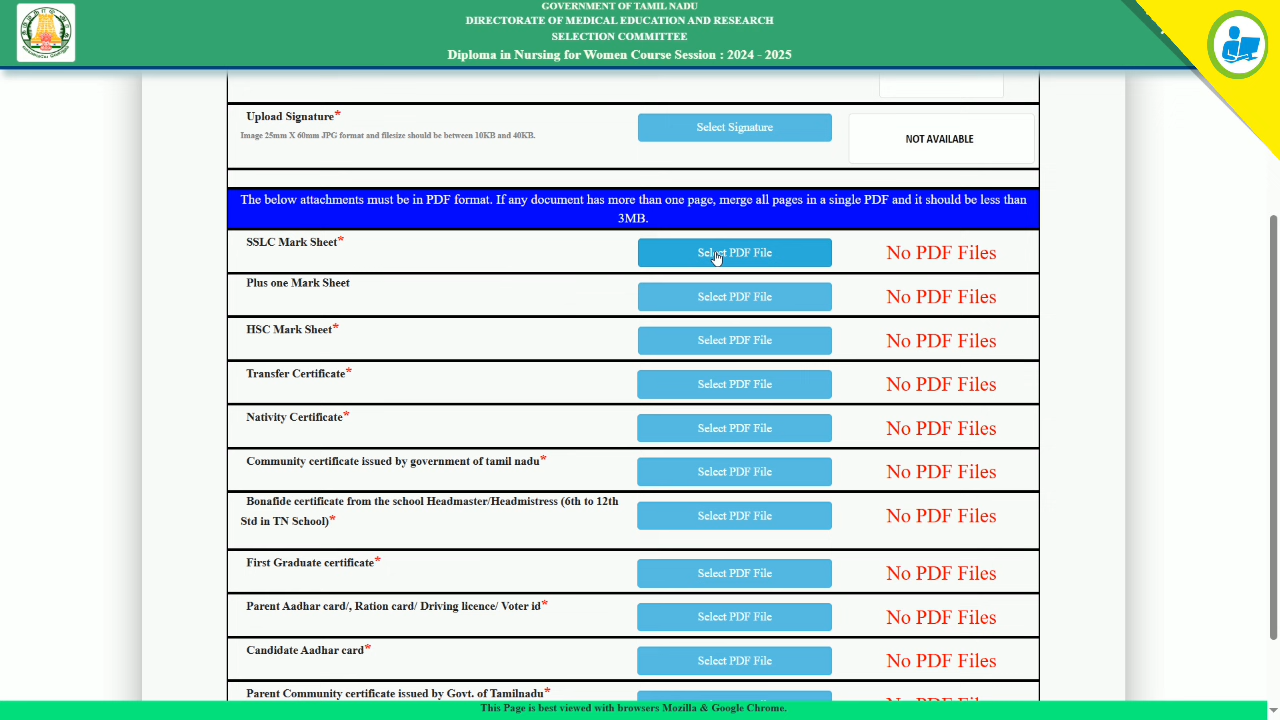 GOVERNMENT OF TAMIL NADU
DIRECTORATE OF MEDICAL EDUCATION AND RESEARCH
SELECTION COMMITTEE
Diploma in Nursing for Women Course Session : 2024 - 2025
Upload Signature*
Image 25mm X 60mm JPG format and filesize should be between 10KB and 40KB.
Select Signature
NOT AVAILABLE
The below attachments must be in PDF format. If any document has more than one page, merge all pages in a single PDF and it should be less than
3MB.
SSLC Mark Sheet*
Select PDF File
No PDF Files
Plus one Mark Sheet
Select PDF File
No PDF Files
HSC Mark Sheet*
Select PDF File
No PDF Files
Transfer Certificate*
Select PDF File
No PDF Files
Nativity Certificate*
Select PDF File
No PDF Files
Community certificate issued by government of tamil nadu*
Select PDF File
No PDF Files
Bonafide certificate from the school Headmaster/Headmistress (6th to 12th
Std in TN School)*
Select PDF File
No PDF Files
First Graduate certificate*
Select PDF File
No PDF Files
Parent Aadhar card/, Ration card/ Driving licence/ Voter id*
Select PDF File
No PDF Files
Candidate Aadhar card*
Select PDF File
No PDF Files
Parent Community certificate issued by Govt. of Tamilnadu*
No PDF Files
This Page is best viewed with browsers Mozilla & Google Chrome.